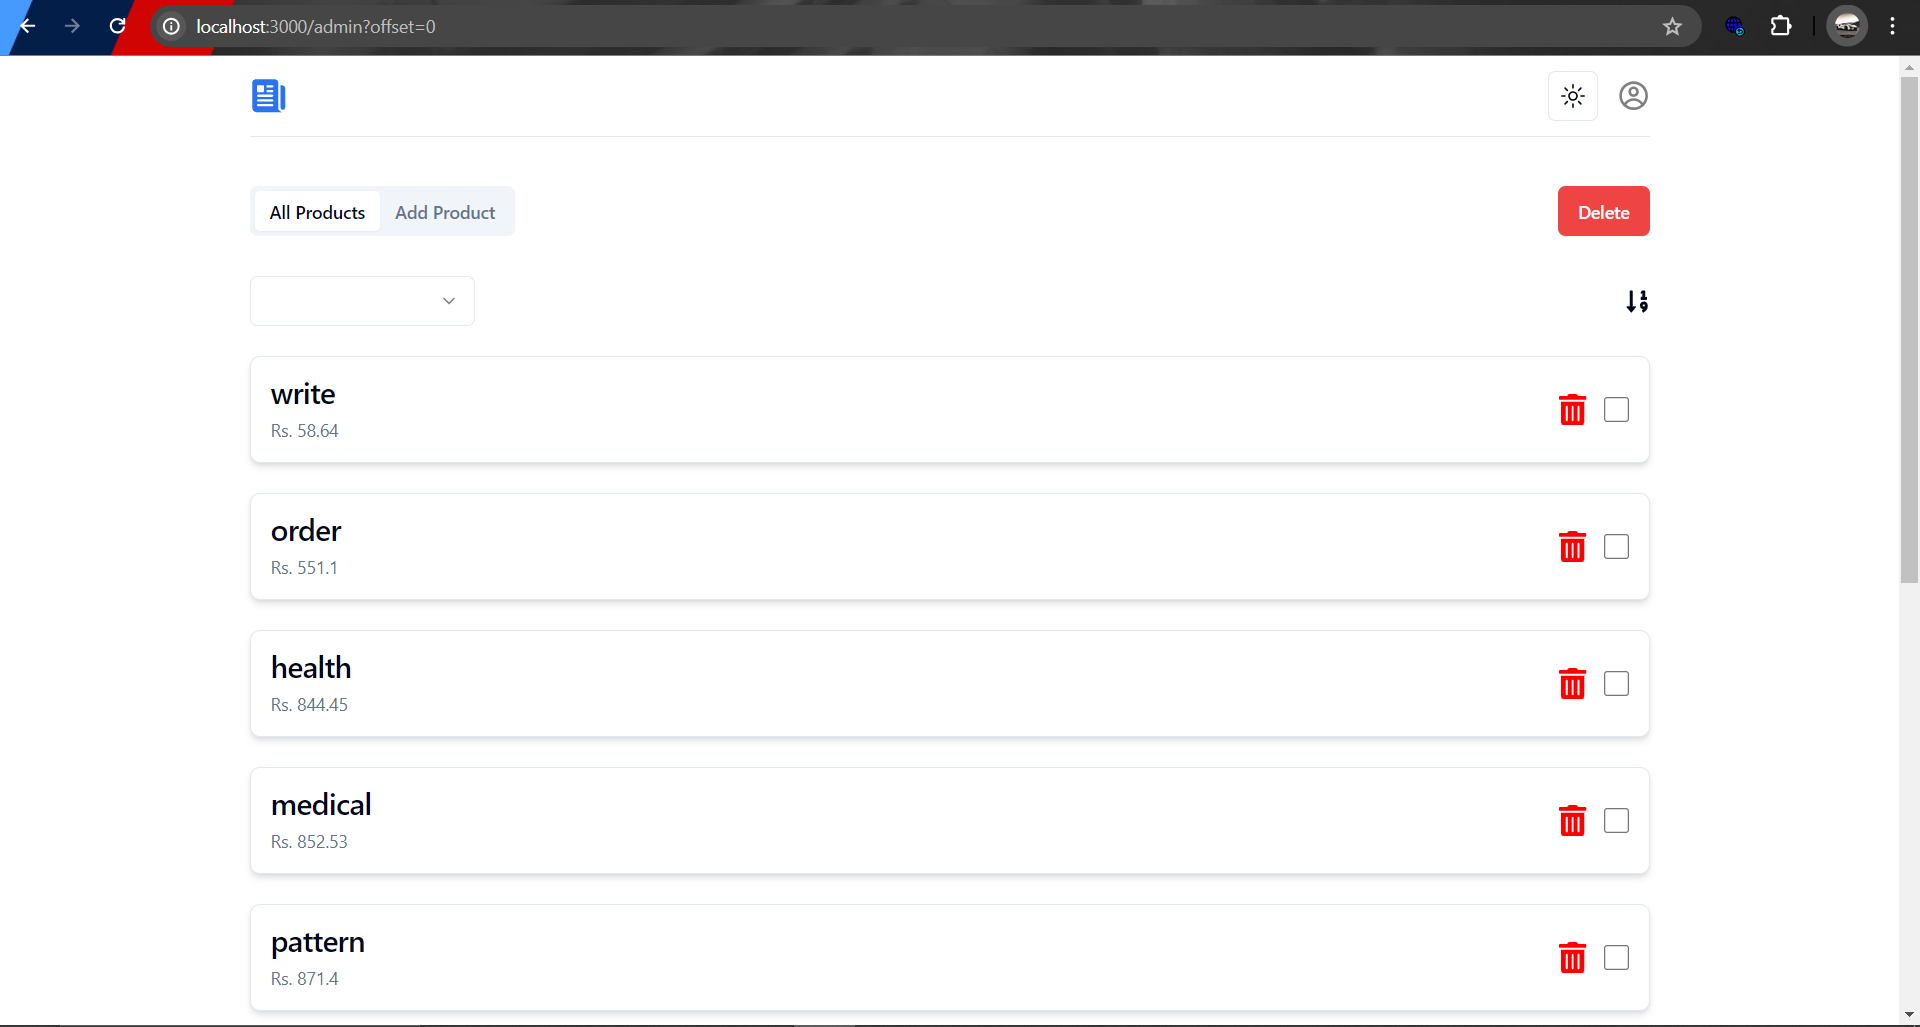 localhost:3000/admin?offset=0
All Products
Add Product
Delete
write
Rs. 58.64
order
Rs. 551.1
health
Rs. 844.45
medical
Rs. 852.53
pattern
Rs. 871.4